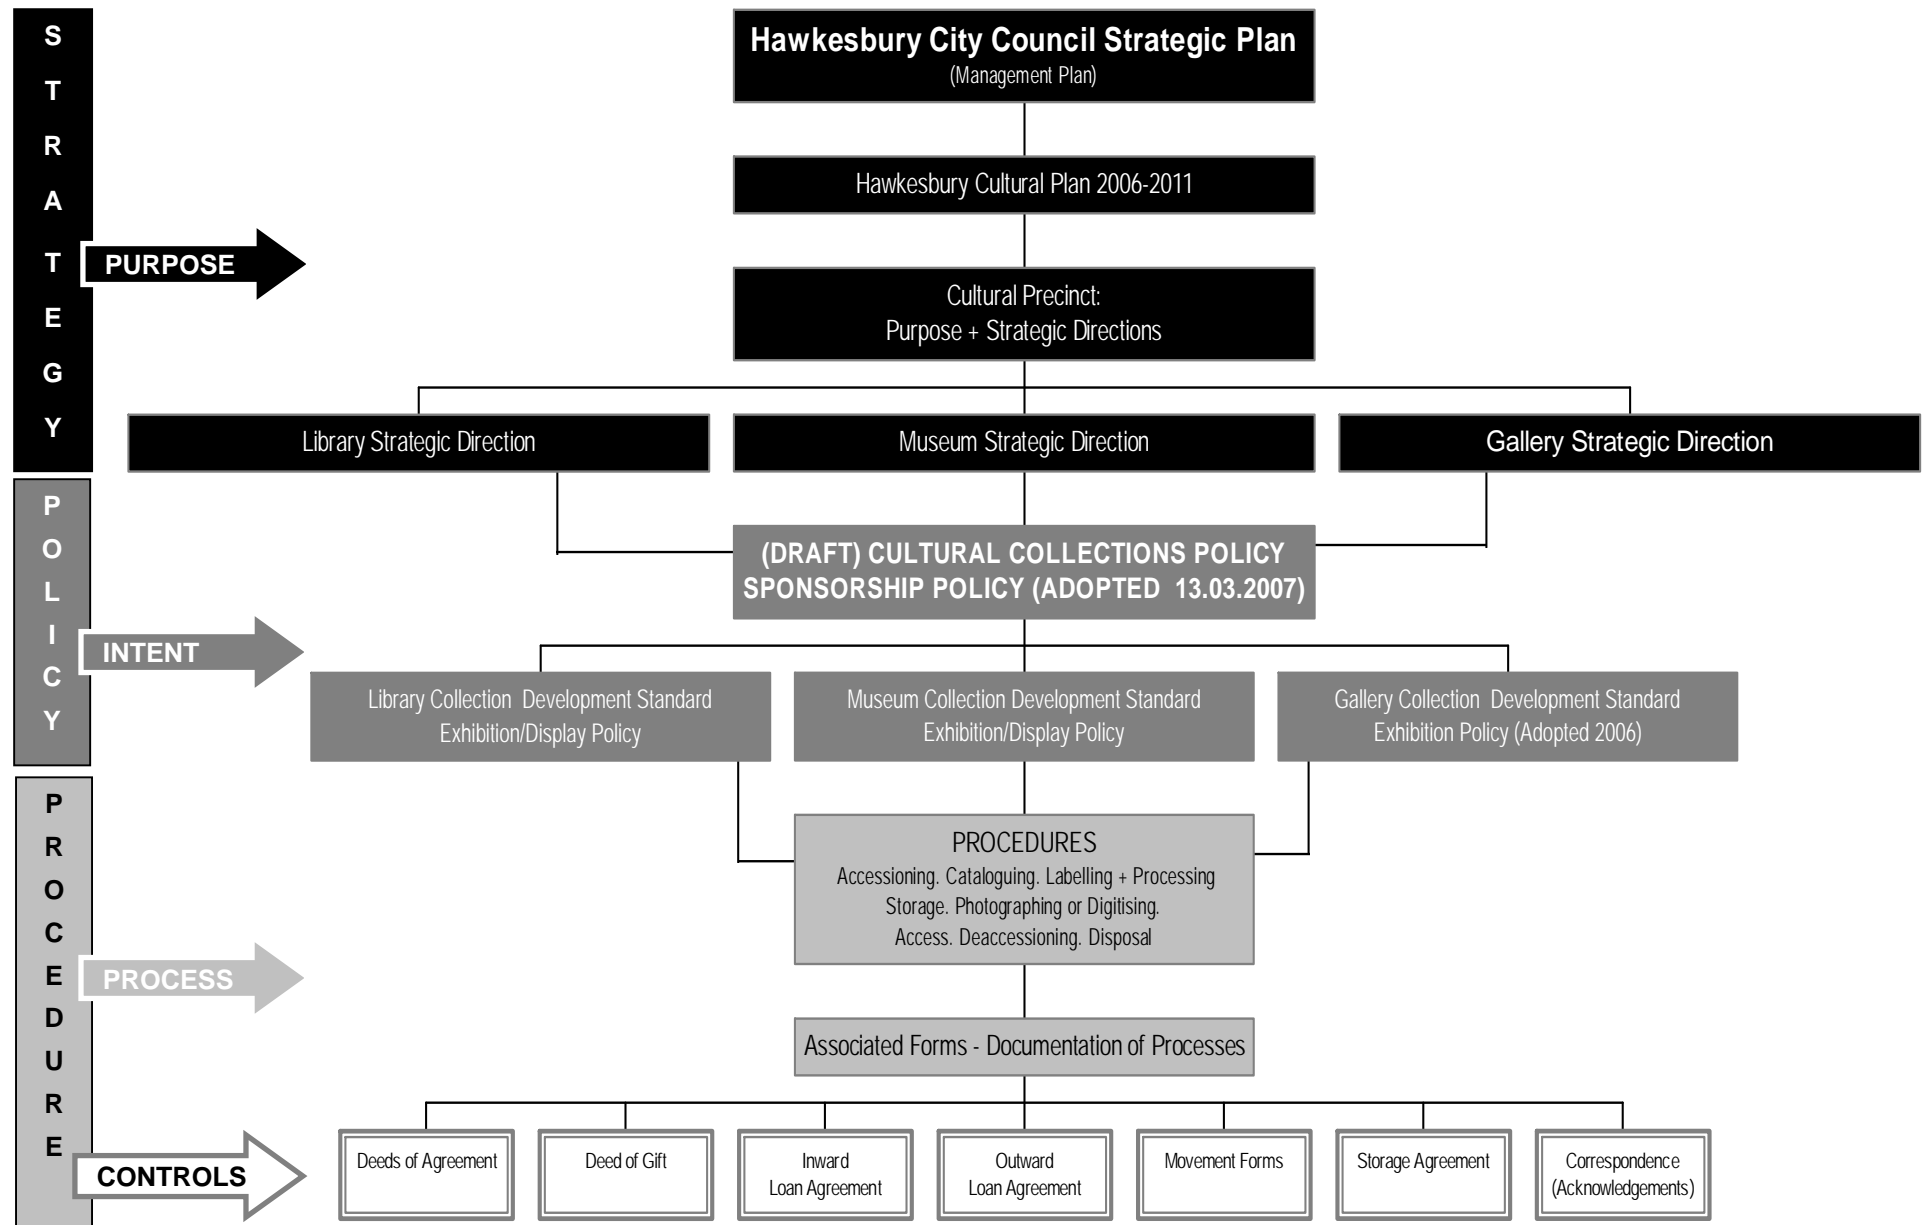 STRATEGY
Hawkesbury City Council Strategic Plan
(Management Plan)
Hawkesbury Cultural Plan 2006-2011
PURPOSE
Cultural Precinct:
Purpose + Strategic Directions
Library Strategic Direction
Museum Strategic Direction
Gallery Strategic Direction
POLICY
(DRAFT) CULTURAL COLLECTIONS POLICY
SPONSORSHIP POLICY (ADOPTED 13.03.2007)
INTENT
Library Collection Development Standard
Exhibition/Display Policy
Museum Collection Development Standard
Exhibition/Display Policy
Gallery Collection Development Standard
Exhibition Policy (Adopted 2006)
PROCEDURE
PROCEDURES
Accessioning. Cataloguing. Labelling + Processing
Storage. Photographing or Digitising.
Access. Deaccessioning. Disposal
PROCESS
Associated Forms - Documentation of Processes
CONTROLS
Deeds of Agreement
Deed of Gift
Inward
Loan Agreement
Outward
Loan Agreement
Movement Forms
Storage Agreement
Correspondence
(Acknowledgements)